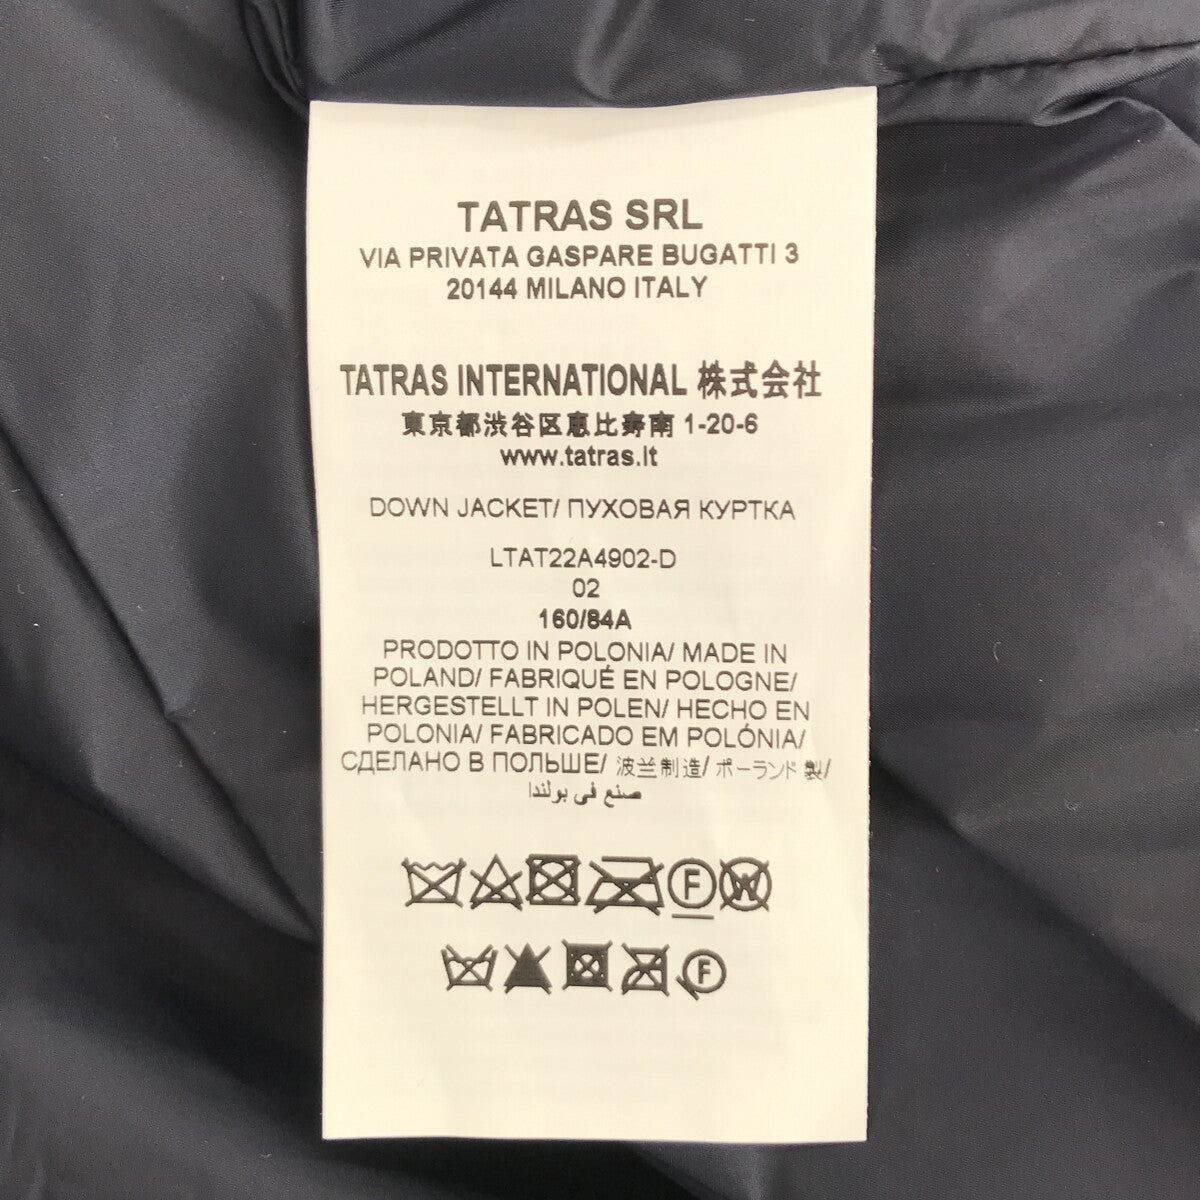 TATRAS SRL
VIA PRIVATA GASPARE BUGATTI 3
20144 MILANO ITALY
TATRAS INTERNATIONAL 株式会社
東京都渋谷区恵比寿南 1-20-6
www.tatras.it
DOWN JACKET/ ПУХОВАЯ КУРТКА
LTAT22A4902-D
02
160/84A
PRODOTTO IN POLONIA/ MADE IN
POLAND/ FABRIQUÉ EN POLOGNE/
HERGESTELLT IN POLEN/ HECHO EN
POLONIA/ FABRICADO EM POLÓNIA/
СДЕЛАНО В ПОЛЬШЕ/ 波兰制造/ ポーランド 製/
صنع في بولندا
F W
F